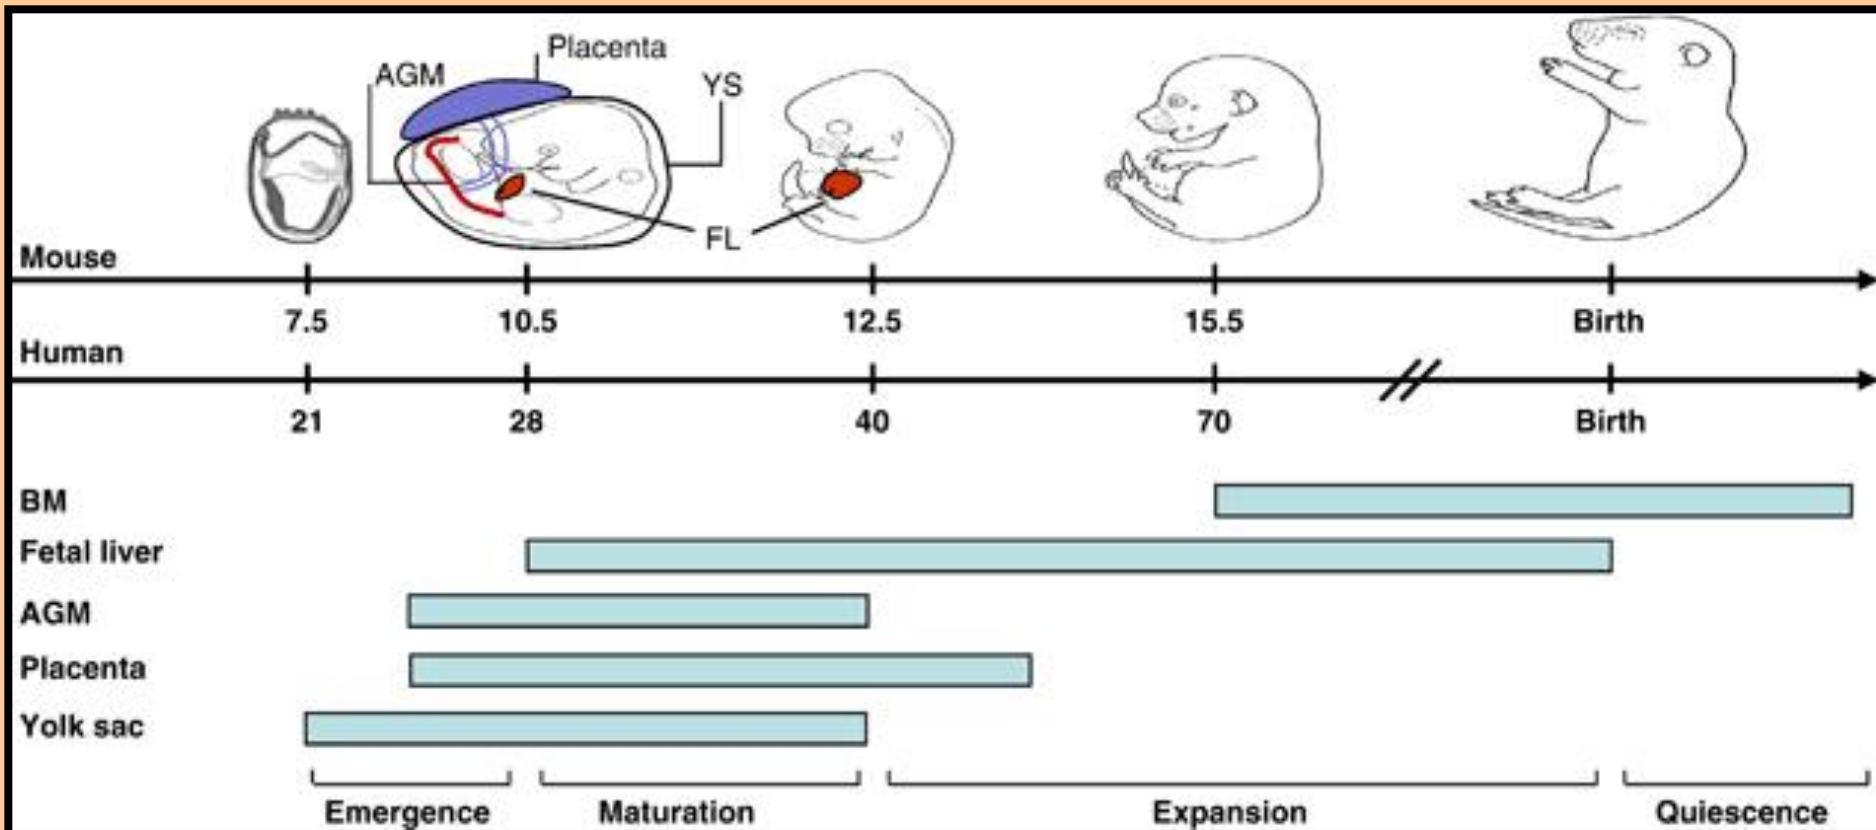 Placenta
AGM
YS
FL
Mouse
7.5 10.5 12.5 15.5 Birth
Human
21 28 40 70 Birth
BM
Fetal liver
AGM
Placenta
Yolk sac
Emergence Maturation Expansion Quiescence